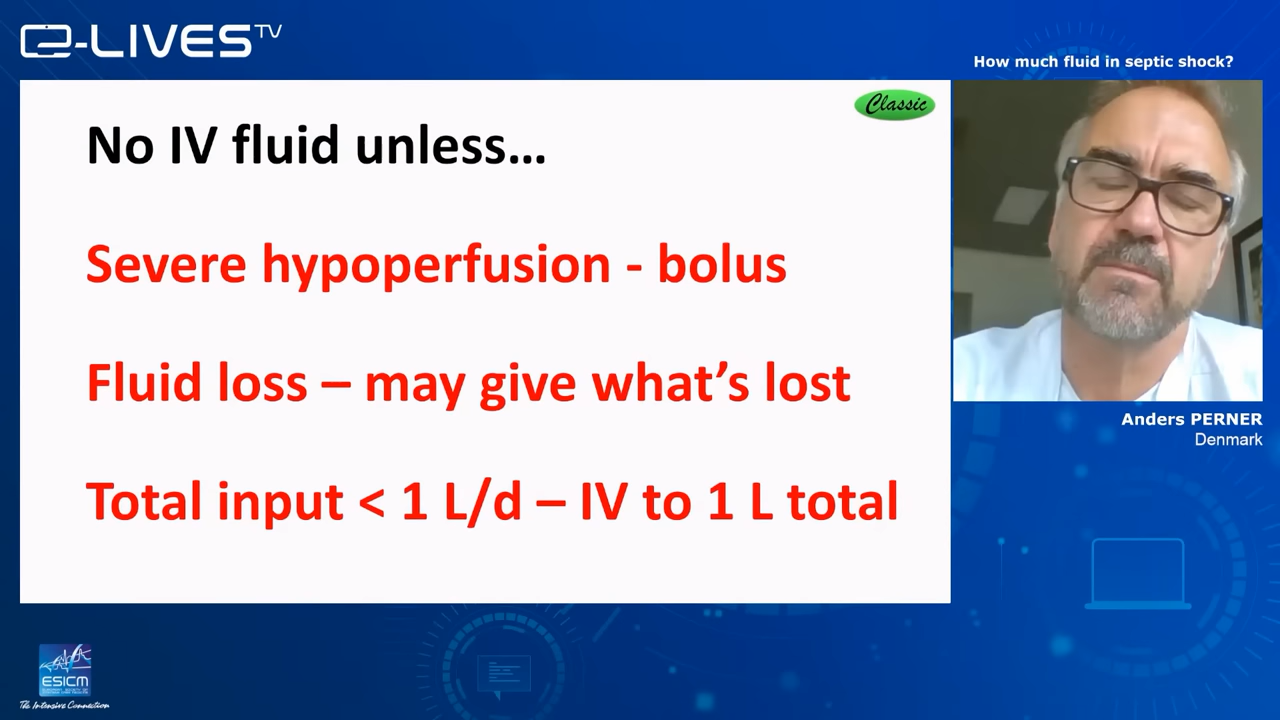 e-LIVES TV
How much fluid in septic shock?
Classic
No IV fluid unless...
Severe hypoperfusion - bolus
Fluid loss – may give what's lost
Total input < 1 L/d – IV to 1 L total
Anders PERNER
Denmark
ESICM
The Intensive Connection